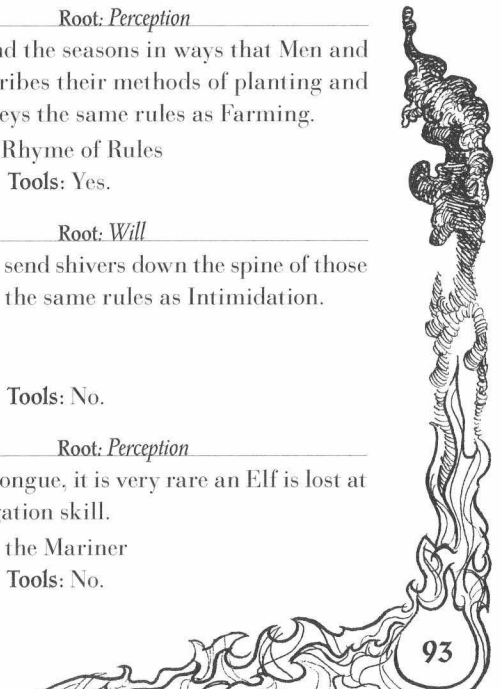 Root: Perception
nd the seasons in ways that Men and
ribes their methods of planting and
eys the same rules as Farming.
Rhyme of Rules
Tools: Yes.
Root: Will
send shivers down the spine of those
the same rules as Intimidation.
Tools: No.
Root: Perception
ongue, it is very rare an Elf is lost at
gation skill.
the Mariner
Tools: No.
93